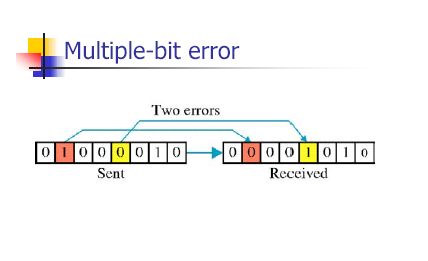 Multiple-bit error
Two errors
0 1 0 0 0 0 1 0 0 0 0 0 1 0 1 0
Sent Received